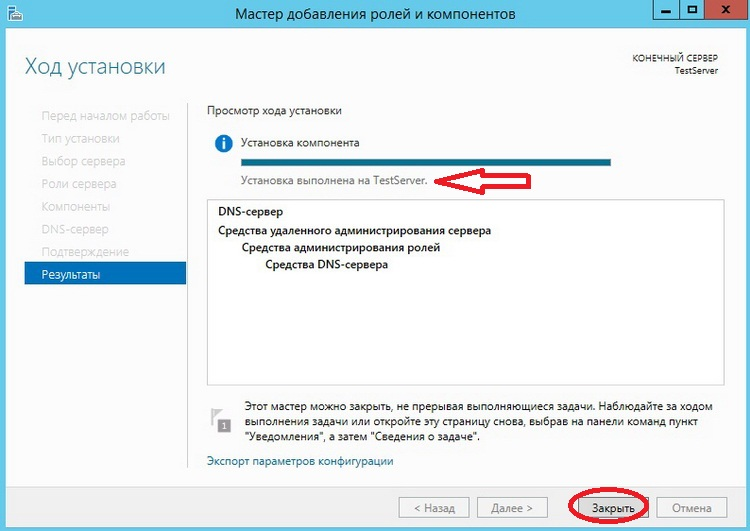 Мастер добавления ролей и компонентов
Ход установки
КОНЕЧНЫЙ СЕРВЕР
TestServer
Перед началом работы
Тип установки
Выбор сервера
Роли сервера
Компоненты
DNS-сервер
Подтверждение
Результаты
Просмотр хода установки
Установка компонента
Установка выполнена на TestServer.
DNS-сервер
Средства удаленного администрирования сервера
Средства администрирования ролей
Средства DNS-сервера
1
Этот мастер можно закрыть, не прерывая выполняющиеся задачи. Наблюдайте за ходом
выполнения задачи или откройте эту страницу снова, выбрав на панели команд пункт
"Уведомления", а затем "Сведения о задаче".
Экспорт параметров конфигурации
< Назад
Далее >
Закрыть
Отмена